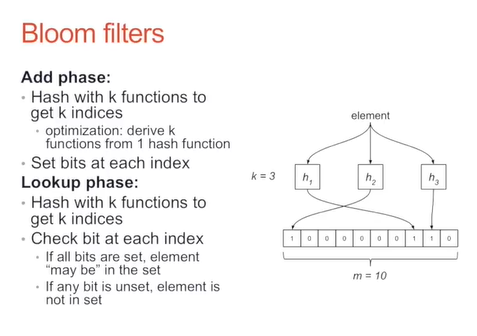 Bloom filters
Add phase:
• Hash with k functions to
get k indices
• optimization: derive k
functions from 1 hash function
• Set bits at each index
Lookup phase:
• Hash with k functions to
get k indices
• Check bit at each index
• If all bits are set, element
“may be” in the set
• If any bit is unset, element is
not in set
element
k = 3
h1
h2
h3
1 0 0 0 0 0 0 1 1 0
m = 10